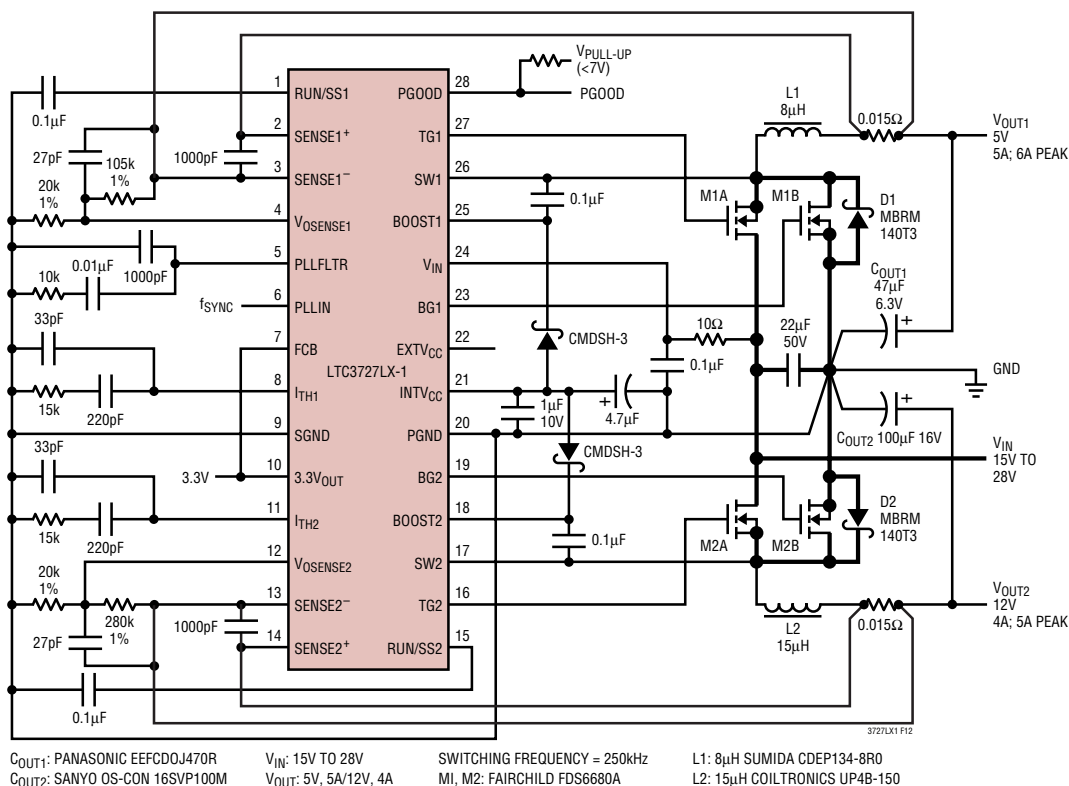 VPULL-UP
(<7V)
PGOOD
L1
8µH
0.015Ω
VOUT1
5V
5A; 6A PEAK
0.1µF
27pF
105k
1%
20k
1%
1000pF
0.01µF
1000pF
10k
fSYNC
33pF
15k
220pF
33pF
3.3V
15k
220pF
20k
1%
280k
1%
27pF
1000pF
0.1µF
1
RUN/SS1
2
SENSE1+
3
SENSE1−
4
VOSENSE1
5
PLLFLTR
6
PLLIN
7
FCB
8
ITH1
9
SGND
10
3.3VOUT
11
ITH2
12
VOSENSE2
13
SENSE2−
14
SENSE2+
LTC3727LX-1
PGOOD
28
TG1
27
SW1
26
BOOST1
25
VIN
24
BG1
23
EXTVCC
22
INTVCC
21
PGND
20
BG2
19
BOOST2
18
SW2
17
TG2
16
RUN/SS2
15
0.1µF
M1A
M1B
D1
MBRM
140T3
COUT1
47µF
6.3V
+
CMDSH-3
10Ω
0.1µF
22µF
50V
GND
1µF
10V
+
4.7µF
+
COUT2 100µF 16V
CMDSH-3
VIN
15V TO
28V
0.1µF
M2A
M2B
D2
MBRM
140T3
L2
15µH
0.015Ω
VOUT2
12V
4A; 5A PEAK
3727LX1 F12
COUT1: PANASONIC EEFCDOJ470R
COUT2: SANYO OS-CON 16SVP100M
VIN: 15V TO 28V
VOUT: 5V, 5A/12V, 4A
SWITCHING FREQUENCY = 250kHz
MI, M2: FAIRCHILD FDS6680A
L1: 8µH SUMIDA CDEP134-8R0
L2: 15µH COILTRONICS UP4B-150